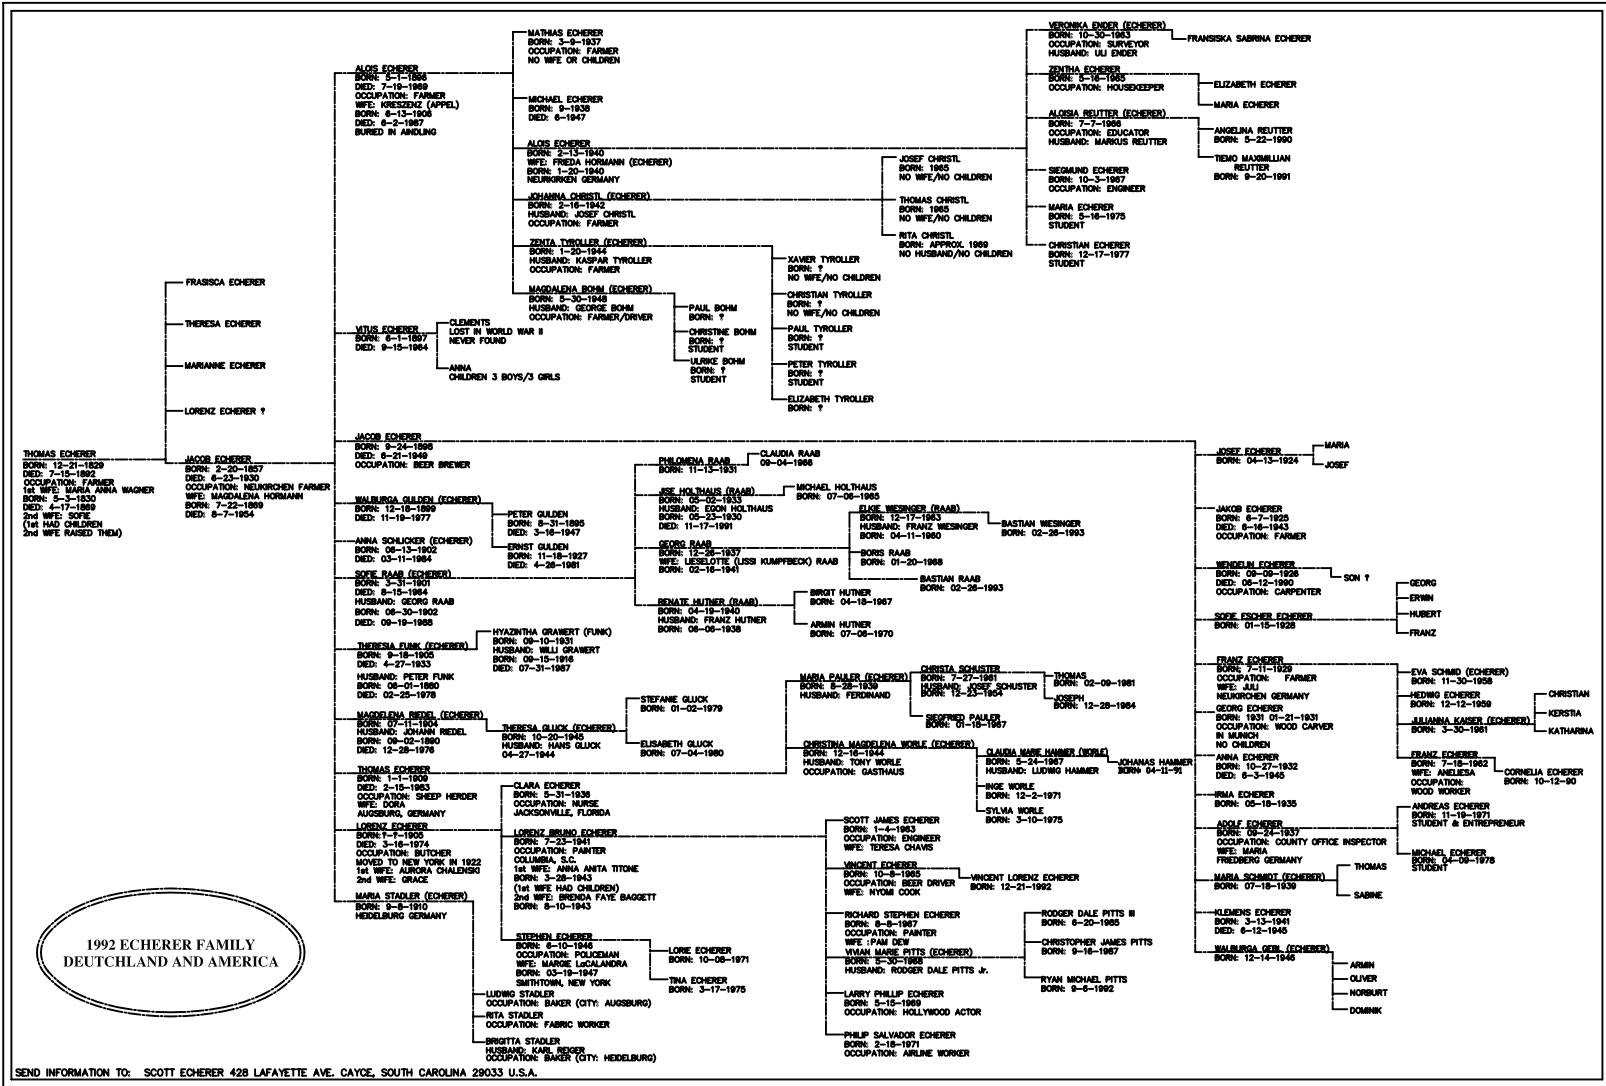 THOMAS ECHERER
BORN: 12-21-1829
DIED: 7-15-1892
OCCUPATION: FARMER
1st WIFE: MARIA ANNA WAGNER
BORN: 5-3-1830
DIED: 4-17-1869
2nd WIFE: SOFIE
(1st HAD CHILDREN
2nd WIFE RAISED THEM)
FRASISCA ECHERER
THERESA ECHERER
MARIANNE ECHERER
LORENZ ECHERER ?
JACOB ECHERER
BORN: 2-20-1857
DIED: 6-23-1930
OCCUPATION: NEUKIRCHEN FARMER
WIFE: MAGDALENA HORMANN
BORN: 7-22-1869
DIED: 8-7-1954
ALOIS ECHERER
BORN: 5-1-1896
DIED: 7-19-1969
OCCUPATION: FARMER
WIFE: KRESZENZ (APPEL)
BORN: 6-13-1906
DIED: 6-2-1987
BURIED IN AINDLING
MATHIAS ECHERER
BORN: 3-9-1937
OCCUPATION: FARMER
NO WIFE OR CHILDREN
MICHAEL ECHERER
BORN: 9-1938
DIED: 6-1947
ALOIS ECHERER
BORN: 2-13-1940
WIFE: FRIEDA HORMANN (ECHERER)
BORN: 1-20-1940
NEURKIRKEN GERMANY
JOHANNA CHRISTL (ECHERER)
BORN: 2-16-1942
HUSBAND: JOSEF CHRISTL
OCCUPATION: FARMER
ZENTA TYROLLER (ECHERER)
BORN: 1-20-1944
HUSBAND: KASPAR TYROLLER
OCCUPATION: FARMER
MAGDALENA BOHM (ECHERER)
BORN: 5-30-1948
HUSBAND: GEORGE BOHM
OCCUPATION: FARMER/DRIVER
VERONIKA ENDER (ECHERER)
BORN: 10-30-1963
OCCUPATION: SURVEYOR
HUSBAND: ULI ENDER
FRANSISKA SABRINA ECHERER
ZENTHA ECHERER
BORN: 5-16-1965
OCCUPATION: HOUSEKEEPER
ELIZABETH ECHERER
MARIA ECHERER
ALOISIA REUTTER (ECHERER)
BORN: 7-7-1966
OCCUPATION: EDUCATOR
HUSBAND: MARKUS REUTTER
ANGELINA REUTTER
BORN: 5-22-1990
TIEMO MAXIMILLIAN
REUTTER
BORN: 9-20-1991
SIEGMUND ECHERER
BORN: 10-3-1967
OCCUPATION: ENGINEER
MARIA ECHERER
BORN: 5-16-1975
STUDENT
CHRISTIAN ECHERER
BORN: 12-17-1977
STUDENT
JOSEF CHRISTL
BORN: 1965
NO WIFE/NO CHILDREN
THOMAS CHRISTL
BORN: 1965
NO WIFE/NO CHILDREN
RITA CHRISTL
BORN: APPROX. 1969
NO HUSBAND/NO CHILDREN
XAVIER TYROLLER
BORN: ?
NO WIFE/NO CHILDREN
CHRISTIAN TYROLLER
BORN: ?
NO WIFE/NO CHILDREN
PAUL TYROLLER
BORN: ?
STUDENT
PETER TYROLLER
BORN: ?
STUDENT
ELIZABETH TYROLLER
BORN: ?
PAUL BOHM
BORN: ?
CHRISTINE BOHM
BORN: ?
STUDENT
ULRIKE BOHM
BORN: ?
STUDENT
VITUS ECHERER
BORN: 6-1-1897
DIED: 9-15-1964
CLEMENTS
LOST IN WORLD WAR II
NEVER FOUND
ANNA
CHILDREN 3 BOYS/3 GIRLS
JACOB ECHERER
BORN: 9-24-1898
DIED: 6-21-1949
OCCUPATION: BEER BREWER
WALBURGA GULDEN (ECHERER)
BORN: 12-18-1899
DIED: 11-19-1977
PETER GULDEN
BORN: 8-31-1895
DIED: 3-16-1947
ERNST GULDEN
BORN: 11-18-1927
DIED: 4-26-1981
ANNA SCHLICKER (ECHERER)
BORN: 06-13-1902
DIED: 03-11-1964
SOFIE RAAB (ECHERER)
BORN: 3-31-1901
DIED: 8-15-1964
HUSBAND: GEORG RAAB
BORN: 06-30-1902
DIED: 09-19-1968
PHILOMENA RAAB
BORN: 11-13-1931
CLAUDIA RAAB
09-04-1966
JISE HOLTHAUS (RAAB)
BORN: 05-02-1933
HUSBAND: EGON HOLTHAUS
BORN: 05-23-1930
DIED: 11-17-1991
MICHAEL HOLTHAUS
BORN: 07-06-1965
GEORG RAAB
BORN: 12-26-1937
WIFE: LIESELOTTE (LISSI KUMPFBECK) RAAB
BORN: 02-16-1941
ELKIE WIESINGER (RAAB)
BORN: 12-17-1963
HUSBAND: FRANZ WIESINGER
BORN: 04-11-1960
BASTIAN WIESINGER
BORN: 02-26-1993
BORIS RAAB
BORN: 01-20-1968
BASTIAN RAAB
BORN: 02-26-1993
RENATE HUTNER (RAAB)
BORN: 04-19-1940
HUSBAND: FRANZ HUTNER
BORN: 06-06-1938
BIRGIT HUTNER
BORN: 04-18-1967
ARMIN HUTNER
BORN: 07-06-1970
THERESIA FUNK (ECHERER)
BORN: 9-18-1905
DIED: 4-27-1933
HUSBAND: PETER FUNK
BORN: 06-01-1880
DIED: 02-25-1978
HYAZINTHA GRAWERT (FUNK)
BORN: 09-10-1931
HUSBAND: WILLI GRAWERT
BORN: 09-15-1916
DIED: 07-31-1987
MAGDELENA RIEDEL (ECHERER)
BORN: 07-11-1904
HUSBAND: JOHANN RIEDEL
BORN: 09-02-1890
DIED: 12-28-1976
THERESA GLUCK (ECHERER)
BORN: 10-20-1945
HUSBAND: HANS GLUCK
04-27-1944
STEFANIE GLUCK
BORN: 01-02-1979
ELISABETH GLUCK
BORN: 07-04-1980
THOMAS ECHERER
BORN: 1-1-1909
DIED: 2-15-1983
OCCUPATION: SHEEP HERDER
WIFE: DORA
AUGSBURG, GERMANY
MARIA PAULER (ECHERER)
BORN: 8-28-1939
HUSBAND: FERDINAND
CHRISTA SCHUSTER
BORN: 7-27-1961
HUSBAND: JOSEF SCHUSTER
BORN: 12-23-1954
THOMAS
BORN: 02-09-1981
JOSEPH
BORN: 12-28-1984
SIEGFRIED PAULER
BORN: 01-18-1967
CHRISTINA MAGDELENA WORLE (ECHERER)
BORN: 12-16-1944
HUSBAND: TONY WORLE
OCCUPATION: GASTHAUS
CLAUDIA MARIE HAMMER (WORLE)
BORN: 5-24-1967
HUSBAND: LUDWIG HAMMER
JOHANAS HAMMER
BORN: 04-11-91
INGE WORLE
BORN: 12-2-1971
SYLVIA WORLE
BORN: 3-10-1975
LORENZ ECHERER
BORN: ?-?-1905
DIED: 3-16-1974
OCCUPATION: BUTCHER
MOVED TO NEW YORK IN 1922
1st WIFE: AURORA CHALENSKI
2nd WIFE: GRACE
CLARA ECHERER
BORN: 5-31-1936
OCCUPATION: NURSE
JACKSONVILLE, FLORIDA
LORENZ BRUNO ECHERER
BORN: 7-23-1941
OCCUPATION: PAINTER
COLUMBIA, S.C.
1st WIFE: ANNA ANITA TITONE
BORN: 3-28-1943
(1st WIFE HAD CHILDREN)
2nd WIFE: BRENDA FAYE BAGGETT
BORN: 8-10-1943
STEPHEN ECHERER
BORN: 6-10-1946
OCCUPATION: POLICEMAN
WIFE: MARGIE LaCALANDRA
BORN: 03-19-1947
SMITHTOWN, NEW YORK
LORIE ECHERER
BORN: 10-08-1971
TINA ECHERER
BORN: 3-17-1975
SCOTT JAMES ECHERER
BORN: 1-4-1963
OCCUPATION: ENGINEER
WIFE: TERESA CHAVIS
VINCENT ECHERER
BORN: 10-8-1965
OCCUPATION: BEER DRIVER
WIFE: NYOMI COOK
VINCENT LORENZ ECHERER
BORN: 12-21-1992
RICHARD STEPHEN ECHERER
BORN: 8-8-1967
OCCUPATION: PAINTER
WIFE :PAM DEW
VIVIAN MARIE PITTS (ECHERER)
BORN: 5-30-1968
HUSBAND: RODGER DALE PITTS Jr.
RODGER DALE PITTS III
BORN: 6-20-1985
CHRISTOPHER JAMES PITTS
BORN: 9-16-1987
RYAN MICHAEL PITTS
BORN: 9-6-1992
LARRY PHILLIP ECHERER
BORN: 5-15-1969
OCCUPATION: HOLLYWOOD ACTOR
PHILIP SALVADOR ECHERER
BORN: 2-18-1971
OCCUPATION: AIRLINE WORKER
MARIA STADLER (ECHERER)
BORN: 9-8-1910
HEIDELBURG GERMANY
LUDWIG STADLER
OCCUPATION: BAKER (CITY: AUGSBURG)
RITA STADLER
OCCUPATION: FABRIC WORKER
BRIGITTA STADLER
HUSBAND: KARL REIGER
OCCUPATION: BAKER (CITY: HEIDELBURG)
JOSEF ECHERER
BORN: 04-13-1924
MARIA
JOSEF
JAKOB ECHERER
BORN: 6-7-1925
DIED: 6-16-1943
OCCUPATION: FARMER
WENDELIN ECHERER
BORN: 09-09-1926
DIED: 06-12-1990
OCCUPATION: CARPENTER
SON ?
SOFIE ESCHER ECHERER
BORN: 01-15-1928
GEORG
ERWIN
HUBERT
FRANZ
FRANZ ECHERER
BORN: 7-11-1929
OCCUPATION: FARMER
WIFE: JULI
NEUKIRCHEN GERMANY
EVA SCHMID (ECHERER)
BORN: 11-30-1958
HEDWIG ECHERER
BORN: 12-12-1959
JULIANNA KAISER (ECHERER)
BORN: 3-30-1961
CHRISTIAN
KERSTIA
KATHARINA
FRANZ ECHERER
BORN: 7-18-1962
WIFE: ANELIESA
OCCUPATION:
WOOD WORKER
CORNELIA ECHERER
BORN: 10-12-90
GEORG ECHERER
BORN: 1931 01-21-1931
OCCUPATION: WOOD CARVER
IN MUNICH
NO CHILDREN
ANNA ECHERER
BORN: 10-27-1932
DIED: 6-3-1945
IRMA ECHERER
BORN: 05-18-1935
ADOLF ECHERER
BORN: 09-24-1937
OCCUPATION: COUNTY OFFICE INSPECTOR
WIFE: MARIA
FRIEDBERG GERMANY
ANDREAS ECHERER
BORN: 11-19-1971
STUDENT & ENTREPRENEUR
MICHAEL ECHERER
BORN: 04-09-1978
STUDENT
MARIA SCHMIDT (ECHERER)
BORN: 07-18-1939
THOMAS
SABINE
KLEMENS ECHERER
BORN: 3-13-1941
DIED: 6-12-1945
WALBURGA GERL (ECHERER)
BORN: 12-14-1946
ARMIN
OLIVER
NORBURT
DOMINIK
1992 ECHERER FAMILY
DEUTCHLAND AND AMERICA
SEND INFORMATION TO: SCOTT ECHERER 428 LAFAYETTE AVE. CAYCE, SOUTH CAROLINA 29033 U.S.A.